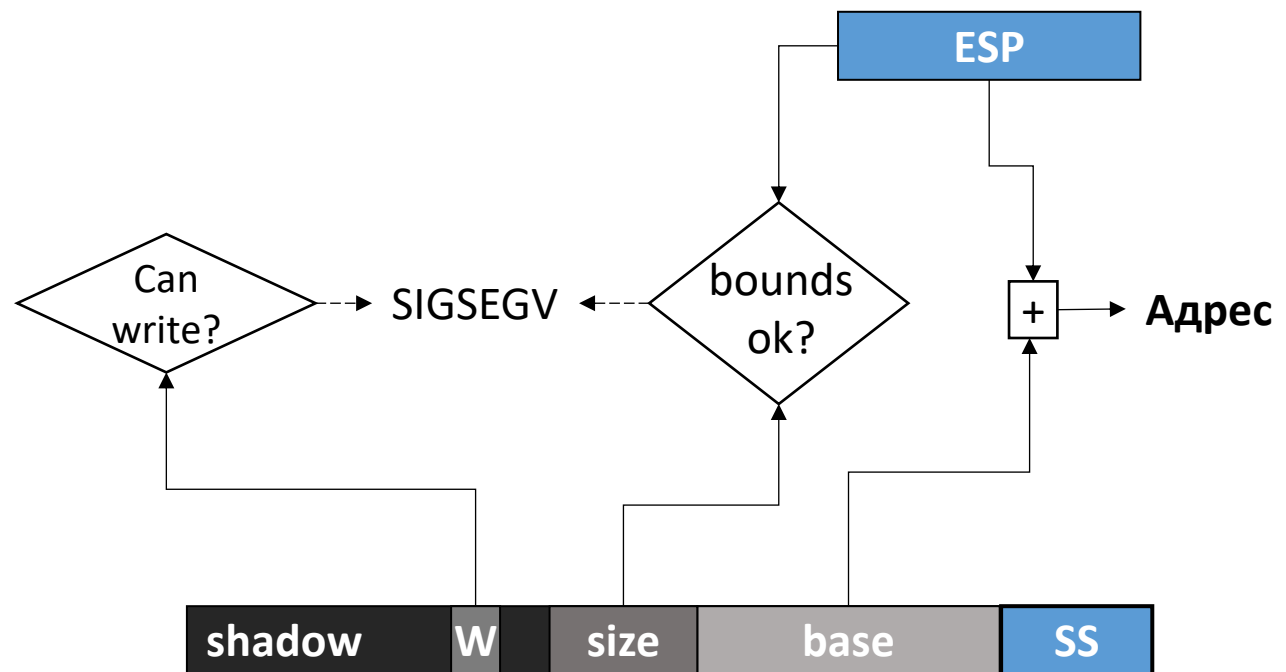 ESP
Can
write?
SIGSEGV
bounds
ok?
+
Адрес
shadow
W
size
base
SS